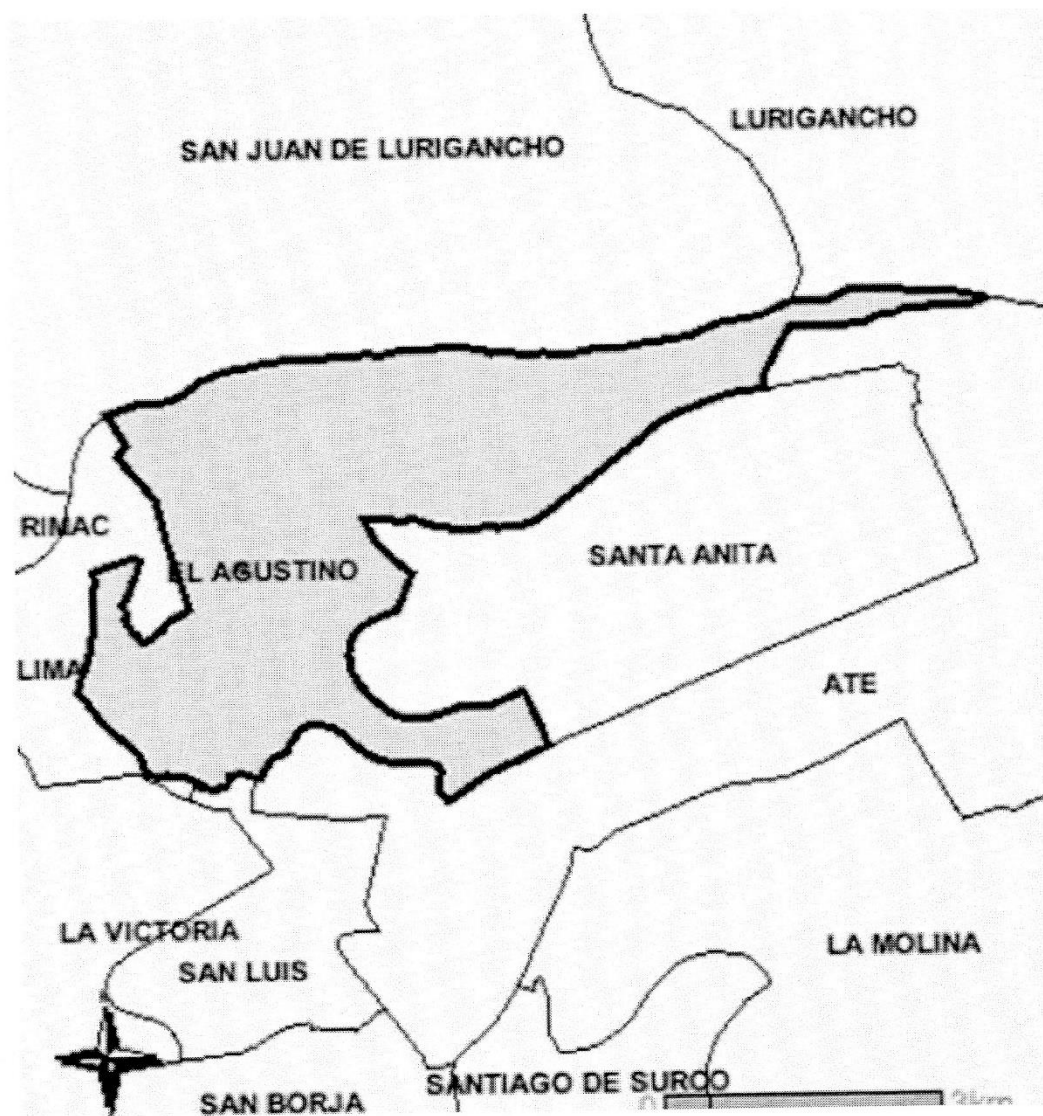 LURIGANCHO
SAN JUAN DE LURIGANCHO
RIMAC
SANTA ANITA
EL AGUSTINO
LIMA
ATE
LA VICTORIA
LA MOLINA
SAN LUIS
SANTIAGO DE SURCO
SAN BORJA
0 3km